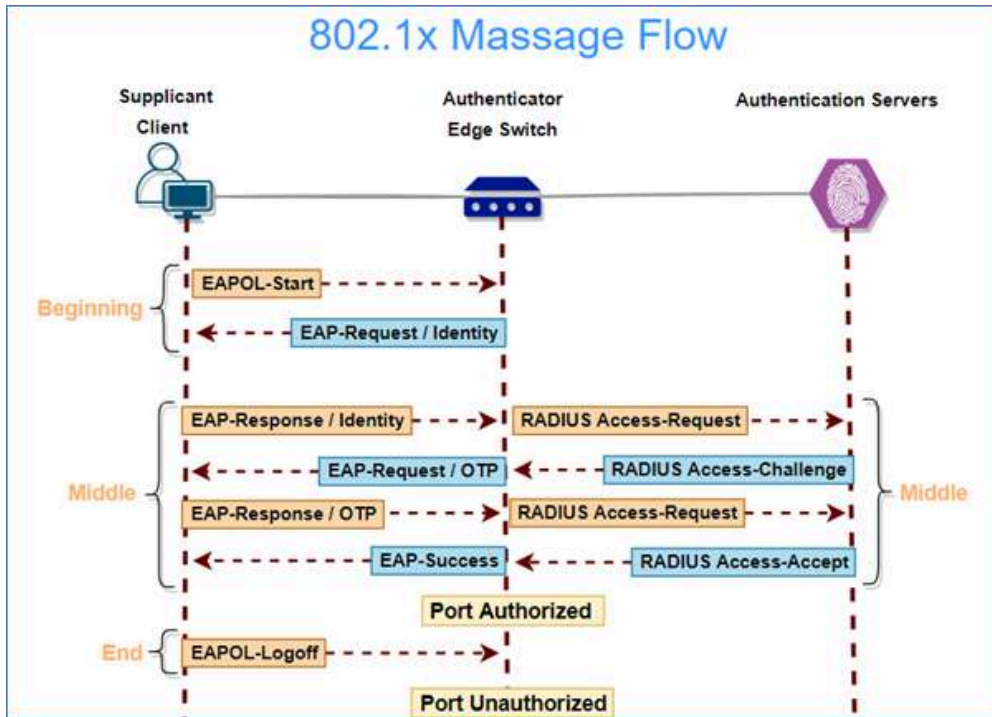 802.1x Massage Flow
Supplicant
Client
Authenticator
Edge Switch
Authentication Servers
Beginning
EAPOL-Start
EAP-Request / Identity
Middle
EAP-Response / Identity
RADIUS Access-Request
EAP-Request / OTP
RADIUS Access-Challenge
Middle
EAP-Response / OTP
RADIUS Access-Request
EAP-Success
RADIUS Access-Accept
Port Authorized
End
EAPOL-Logoff
Port Unauthorized